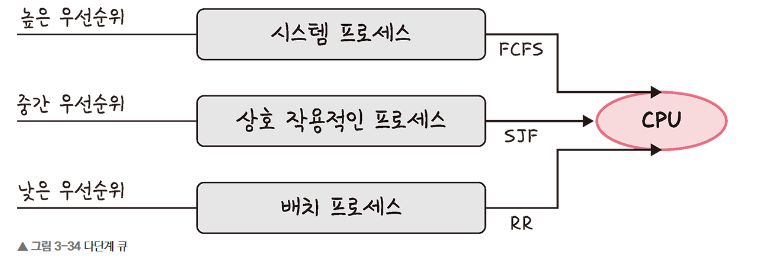 높은 우선순위
시스템 프로세스
FCFS
중간 우선순위
상호 작용적인 프로세스
SJF
CPU
낮은 우선순위
배치 프로세스
RR
▲ 그림 3-34 다단계 큐